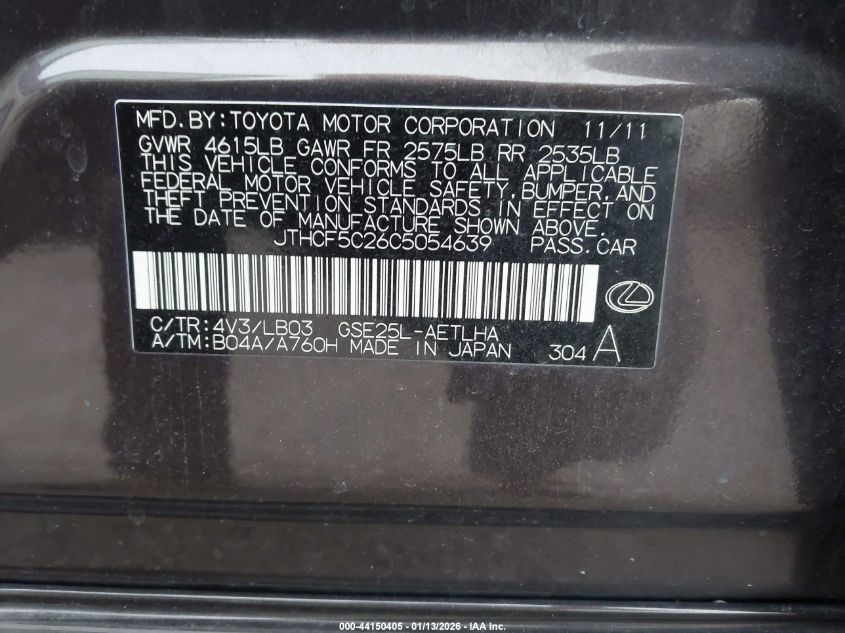 MFD. BY: TOYOTA MOTOR CORPORATION 11/11
GVWR 4615LB GAWR FR 2575LB RR 2535LB
THIS VEHICLE CONFORMS TO ALL APPLICABLE
FEDERAL MOTOR VEHICLE SAFETY, BUMPER, AND
THEFT PREVENTION STANDARDS IN EFFECT ON
THE DATE OF MANUFACTURE SHOWN ABOVE.
JTHCF5C26C5054639 PASS. CAR
C/TR: 4V3/LB03 GSE25L-AETLHA
A/TM: B04A/A760H MADE IN JAPAN 304 A
000-44150405 - 01/13/2026 - IAA Inc.